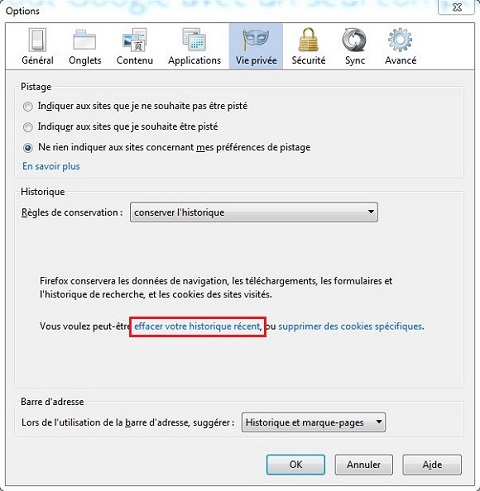 Options
Général Onglets Contenu Applications Vie privée Sécurité Sync Avancé
Pistage
Indiquer aux sites que je ne souhaite pas être pisté
Indiquer aux sites que je souhaite être pisté
Ne rien indiquer aux sites concernant mes préférences de pistage
En savoir plus
Historique
Règles de conservation : conserver l'historique
Firefox conservera les données de navigation, les téléchargements, les formulaires et
l'historique de recherche, et les cookies des sites visités.
Vous voulez peut-être effacer votre historique récent, ou supprimer des cookies spécifiques.
Barre d'adresse
Lors de l'utilisation de la barre d'adresse, suggérer : Historique et marque-pages
OK Annuler Aide